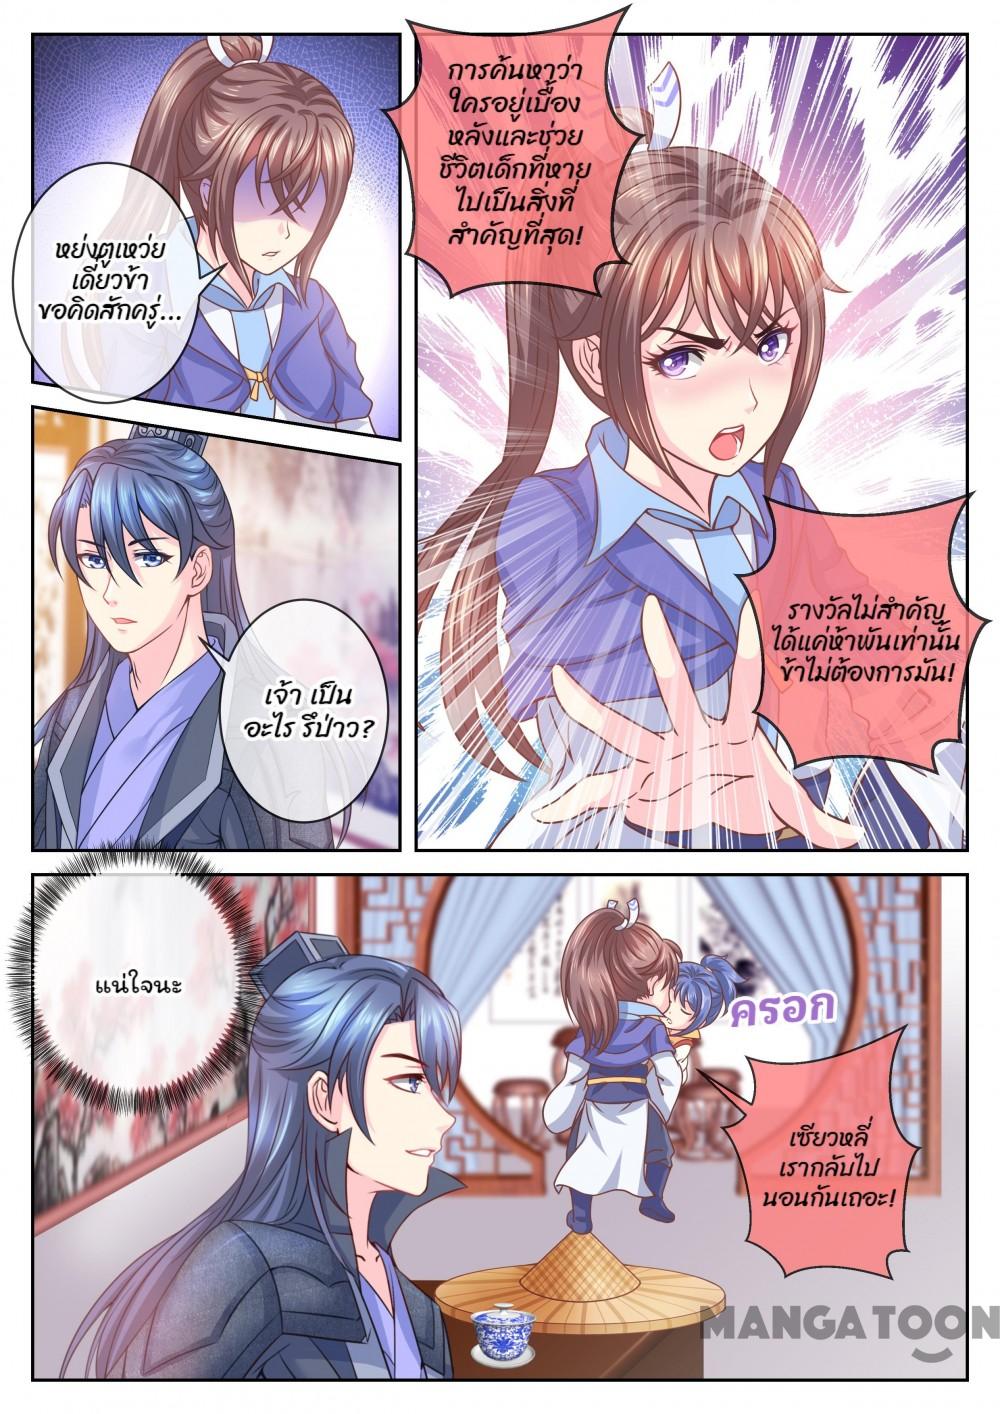 หย่งตูเหว่ย
เดี๋ยวข้า
ขอคิดสักครู่...
การค้นหาว่า
ใครอยู่เบื้อง
หลังและช่วย
ชีวิตเด็กที่หาย
ไปเป็นสิ่งที่
สำคัญที่สุด!
รางวัลไม่สำคัญ
ได้แค่ห้าพันเท่านั้น
ข้าไม่ต้องการมัน!
เจ้า เป็น
อะไร รึป่าว?
แน่ใจนะ
ครอก
เซียวหลี่
เรากลับไป
นอนกันเถอะ!
MANGATOON